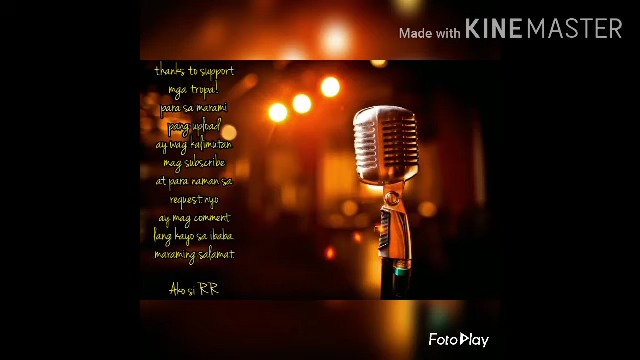 Made with KINEMASTER
thanks to support
mga tropa!
para sa marami
pang upload
ay wag kalimutan
mag subscribe
at para naman sa
request nyo
ay mag comment
lang kayo sa ibaba
maraming salamat
Ako si RR
FotoPlay